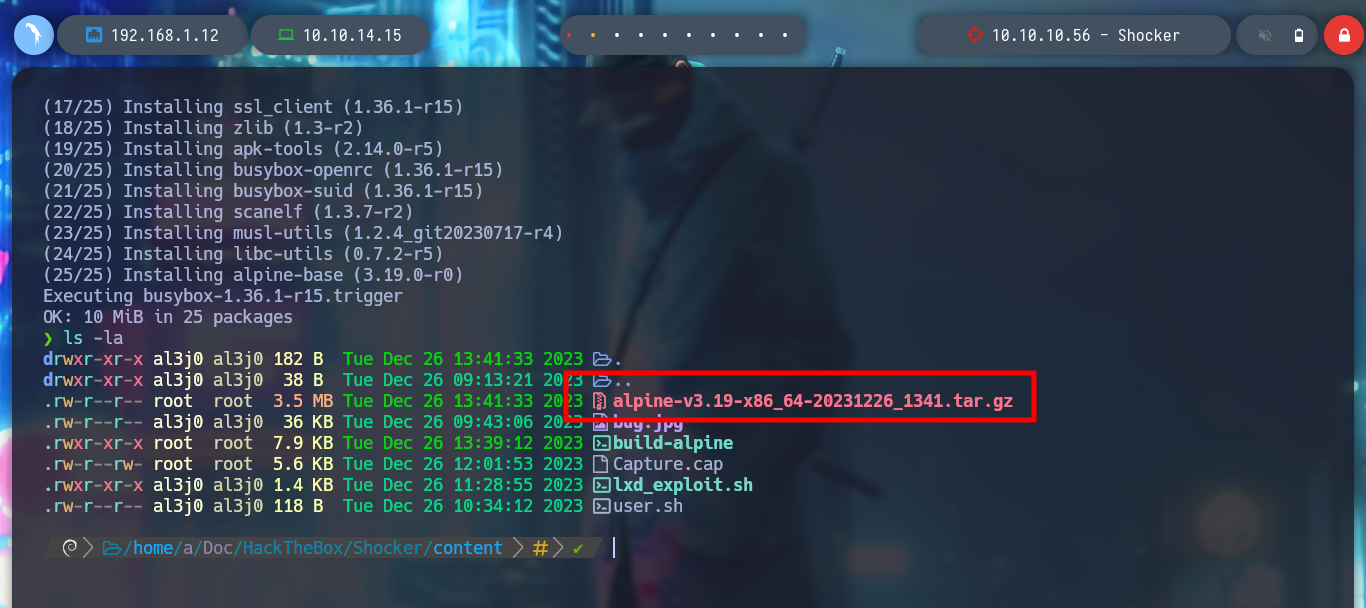 192.168.1.12 10.10.14.15 10.10.10.56 - Shocker
(17/25) Installing ssl_client (1.36.1-r15)
(18/25) Installing zlib (1.3-r2)
(19/25) Installing apk-tools (2.14.0-r5)
(20/25) Installing busybox-openrc (1.36.1-r15)
(21/25) Installing busybox-suid (1.36.1-r15)
(22/25) Installing scanelf (1.3.7-r2)
(23/25) Installing musl-utils (1.2.4_git20230717-r4)
(24/25) Installing libc-utils (0.7.2-r5)
(25/25) Installing alpine-base (3.19.0-r0)
Executing busybox-1.36.1-r15.trigger
OK: 10 MiB in 25 packages
❯ ls -la
drwxr-xr-x al3j0 al3j0 182 B  Tue Dec 26 13:41:33 2023 .
drwxr-xr-x al3j0 al3j0  38 B  Tue Dec 26 09:13:21 2023 ..
.rw-r--r-- root  root  3.5 MB Tue Dec 26 13:41:33 2023 alpine-v3.19-x86_64-20231226_1341.tar.gz
.rw-r--r-- al3j0 al3j0  36 KB Tue Dec 26 09:43:06 2023 bug.jpg
.rwxr-xr-x root  root  7.9 KB Tue Dec 26 13:39:12 2023 build-alpine
.rw-r--rw- root  root  5.6 KB Tue Dec 26 12:01:53 2023 Capture.cap
.rwxr-xr-x al3j0 al3j0 1.4 KB Tue Dec 26 11:28:55 2023 lxd_exploit.sh
.rw-r--r-- al3j0 al3j0 118 B  Tue Dec 26 10:34:12 2023 user.sh
/home/a/Doc/HackTheBox/Shocker/content # ✔